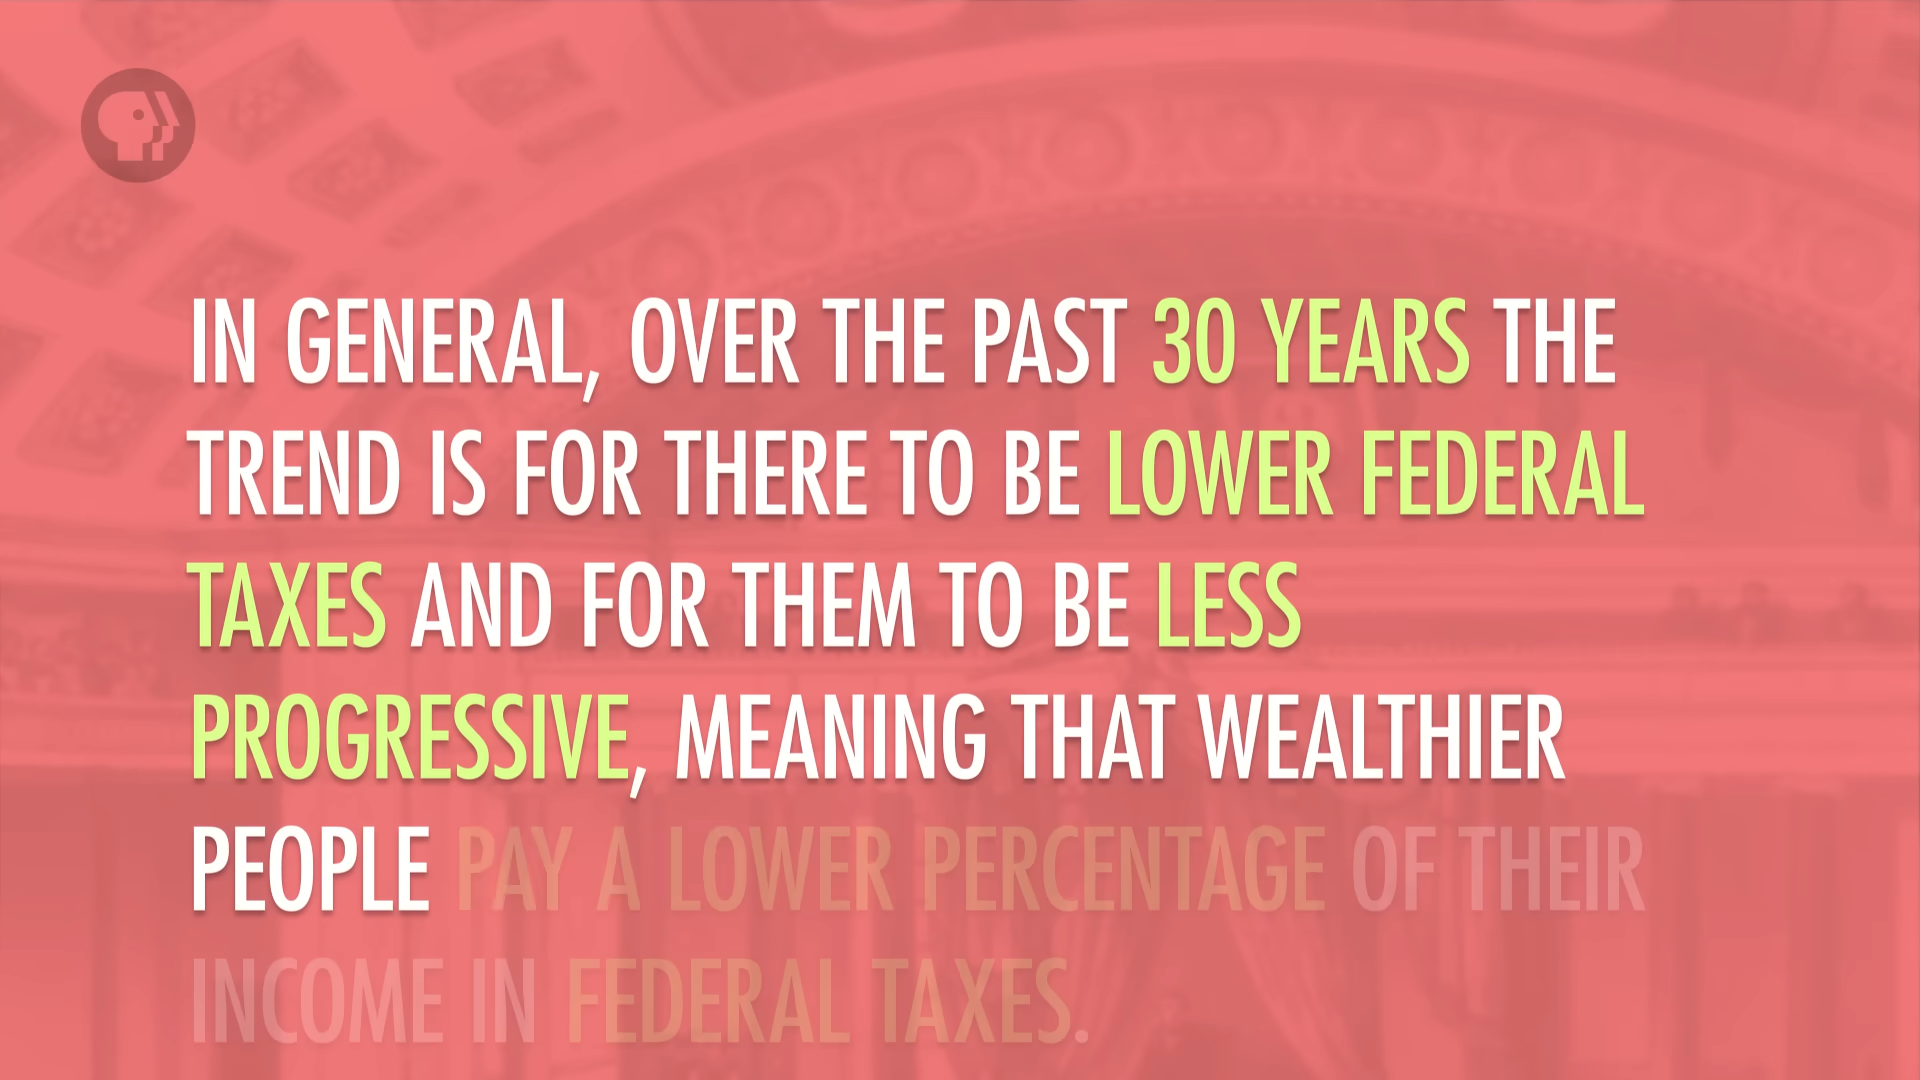 IN GENERAL, OVER THE PAST 30 YEARS THE
TREND IS FOR THERE TO BE LOWER FEDERAL
TAXES AND FOR THEM TO BE LESS
PROGRESSIVE, MEANING THAT WEALTHIER
PEOPLE PAY A LOWER PERCENTAGE OF THEIR
INCOME IN FEDERAL TAXES.